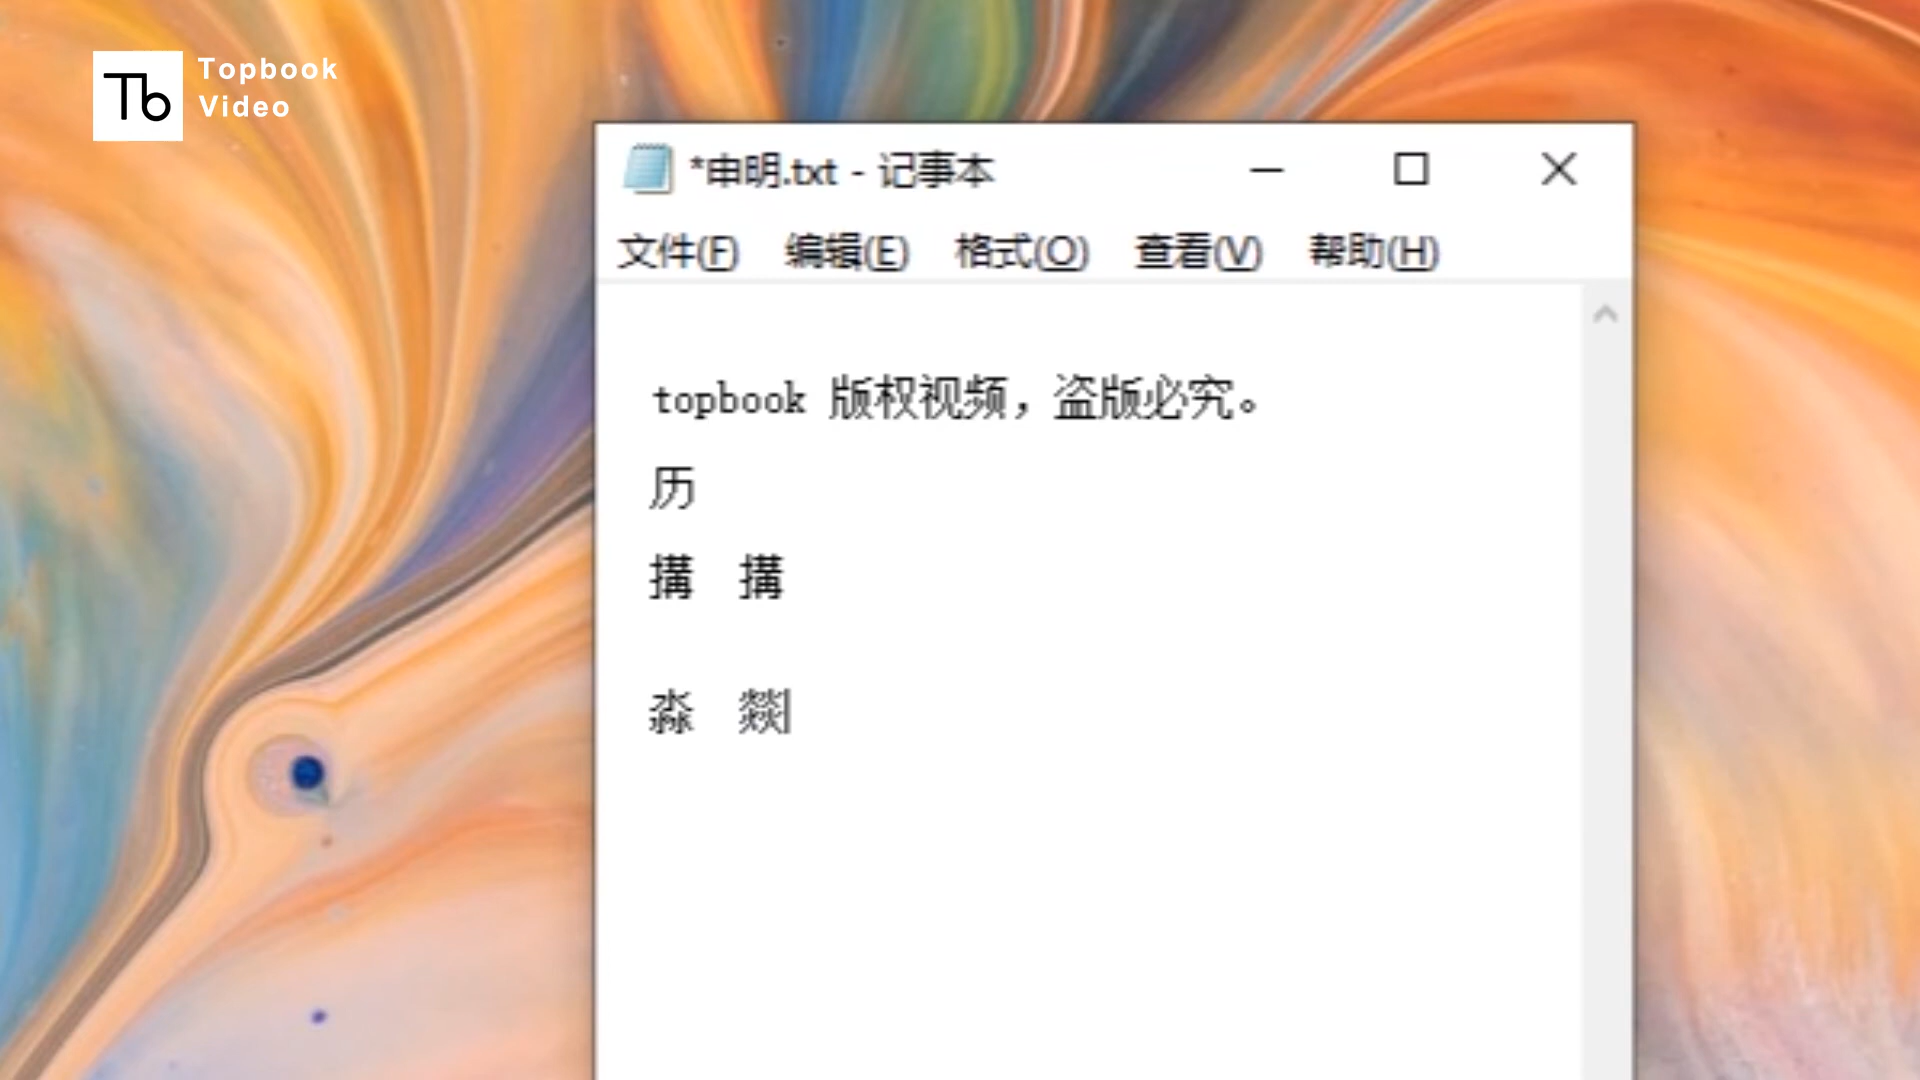 Tb
Topbook
Video
*申明.txt - 记事本
文件(F) 编辑(E) 格式(O) 查看(V) 帮助(H)
topbook 版权视频，盗版必究。
历
搆 搆
淼 燚